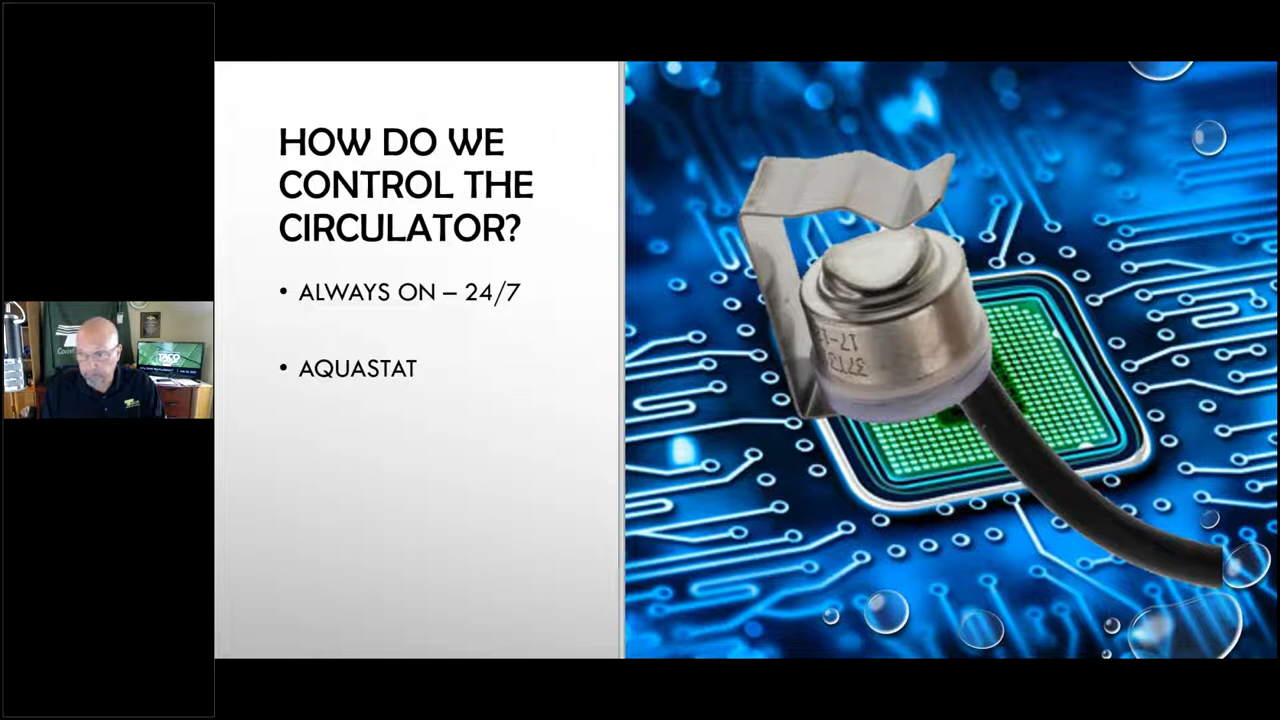 HOW DO WE
CONTROL THE
CIRCULATOR?
• ALWAYS ON – 24/7
• AQUASTAT
TACO